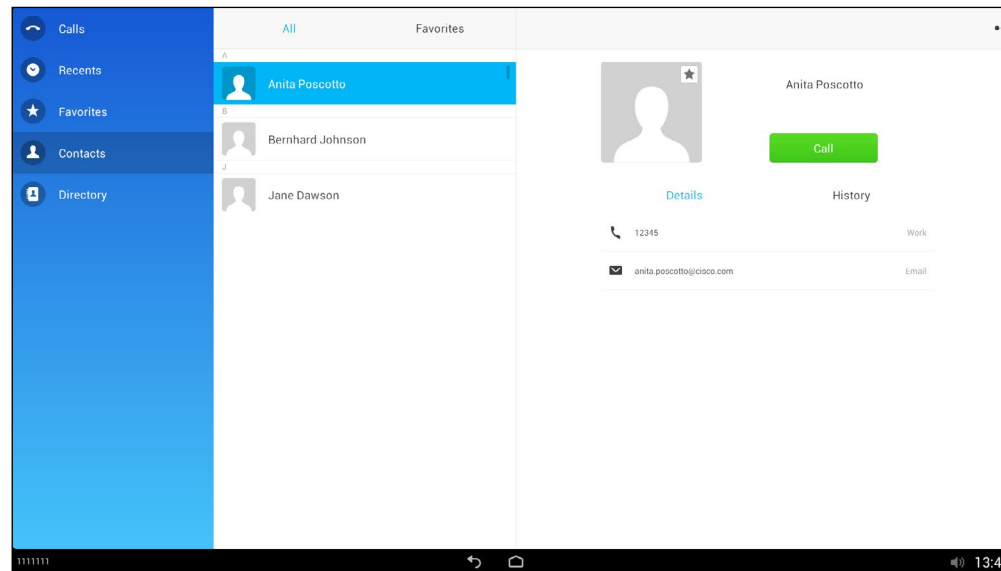 Calls
Recents
Favorites
Contacts
Directory
All Favorites
A
Anita Poscotto
B
Bernhard Johnson
J
Jane Dawson
Anita Poscotto
Call
Details History
12345 Work
anita.poscotto@cisco.com Email
1111111
13:4